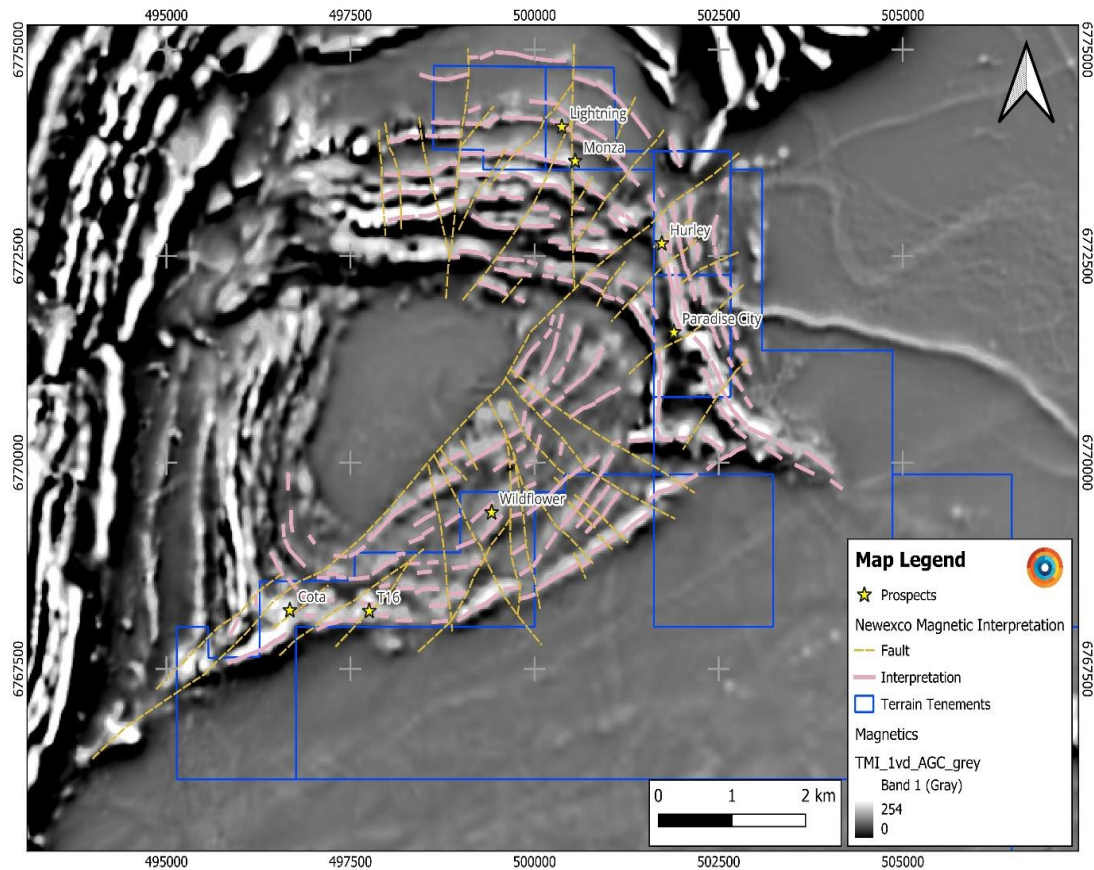 495000 497500 500000 502500 505000
6775000 6775000
Lightning
Monza
Hurley
6772500 6772500
Paradise City
6770000 6770000
Wildflower
Cota T16
6767500 6767500
Map Legend
Prospects
Newexco Magnetic Interpretation
Fault
Interpretation
Terrain Tenements
Magnetics
TMI_1vd_AGC_grey
Band 1 (Gray)
254
0
0 1 2 km
495000 497500 500000 502500 505000